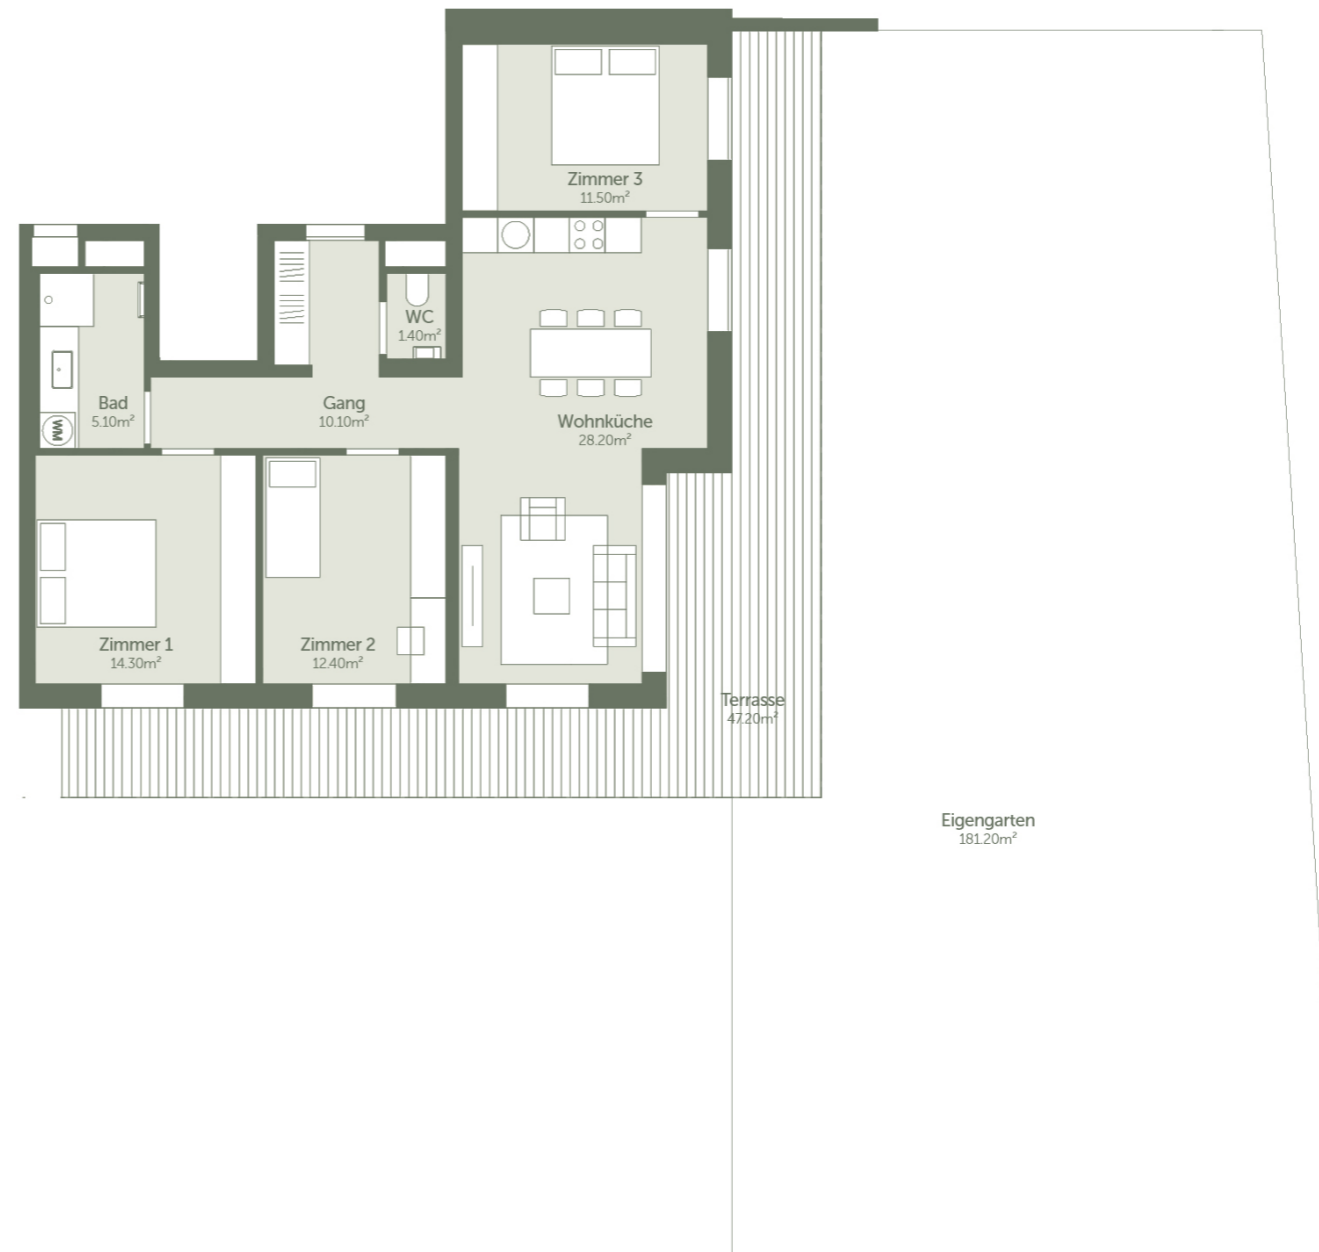 Zimmer 3
11.50m²
WC
1.40m²
Bad
5.10m²
Gang
10.10m²
Wohnküche
28.20m²
WM
Zimmer 1
14.30m²
Zimmer 2
12.40m²
Terrasse
47.20m²
Eigengarten
181.20m²